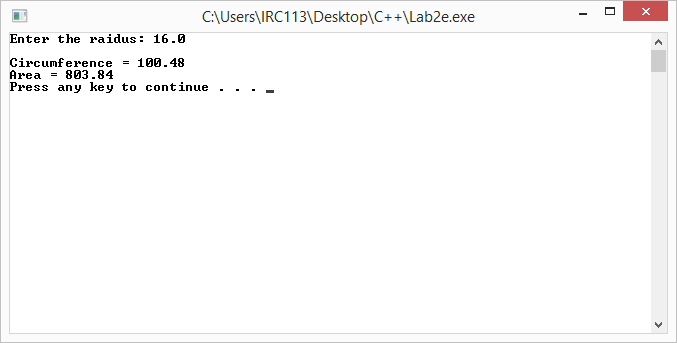 C:\Users\IRC113\Desktop\C++\Lab2e.exe
Enter the raidus: 16.0
Circumference = 100.48
Area = 803.84
Press any key to continue . . . _